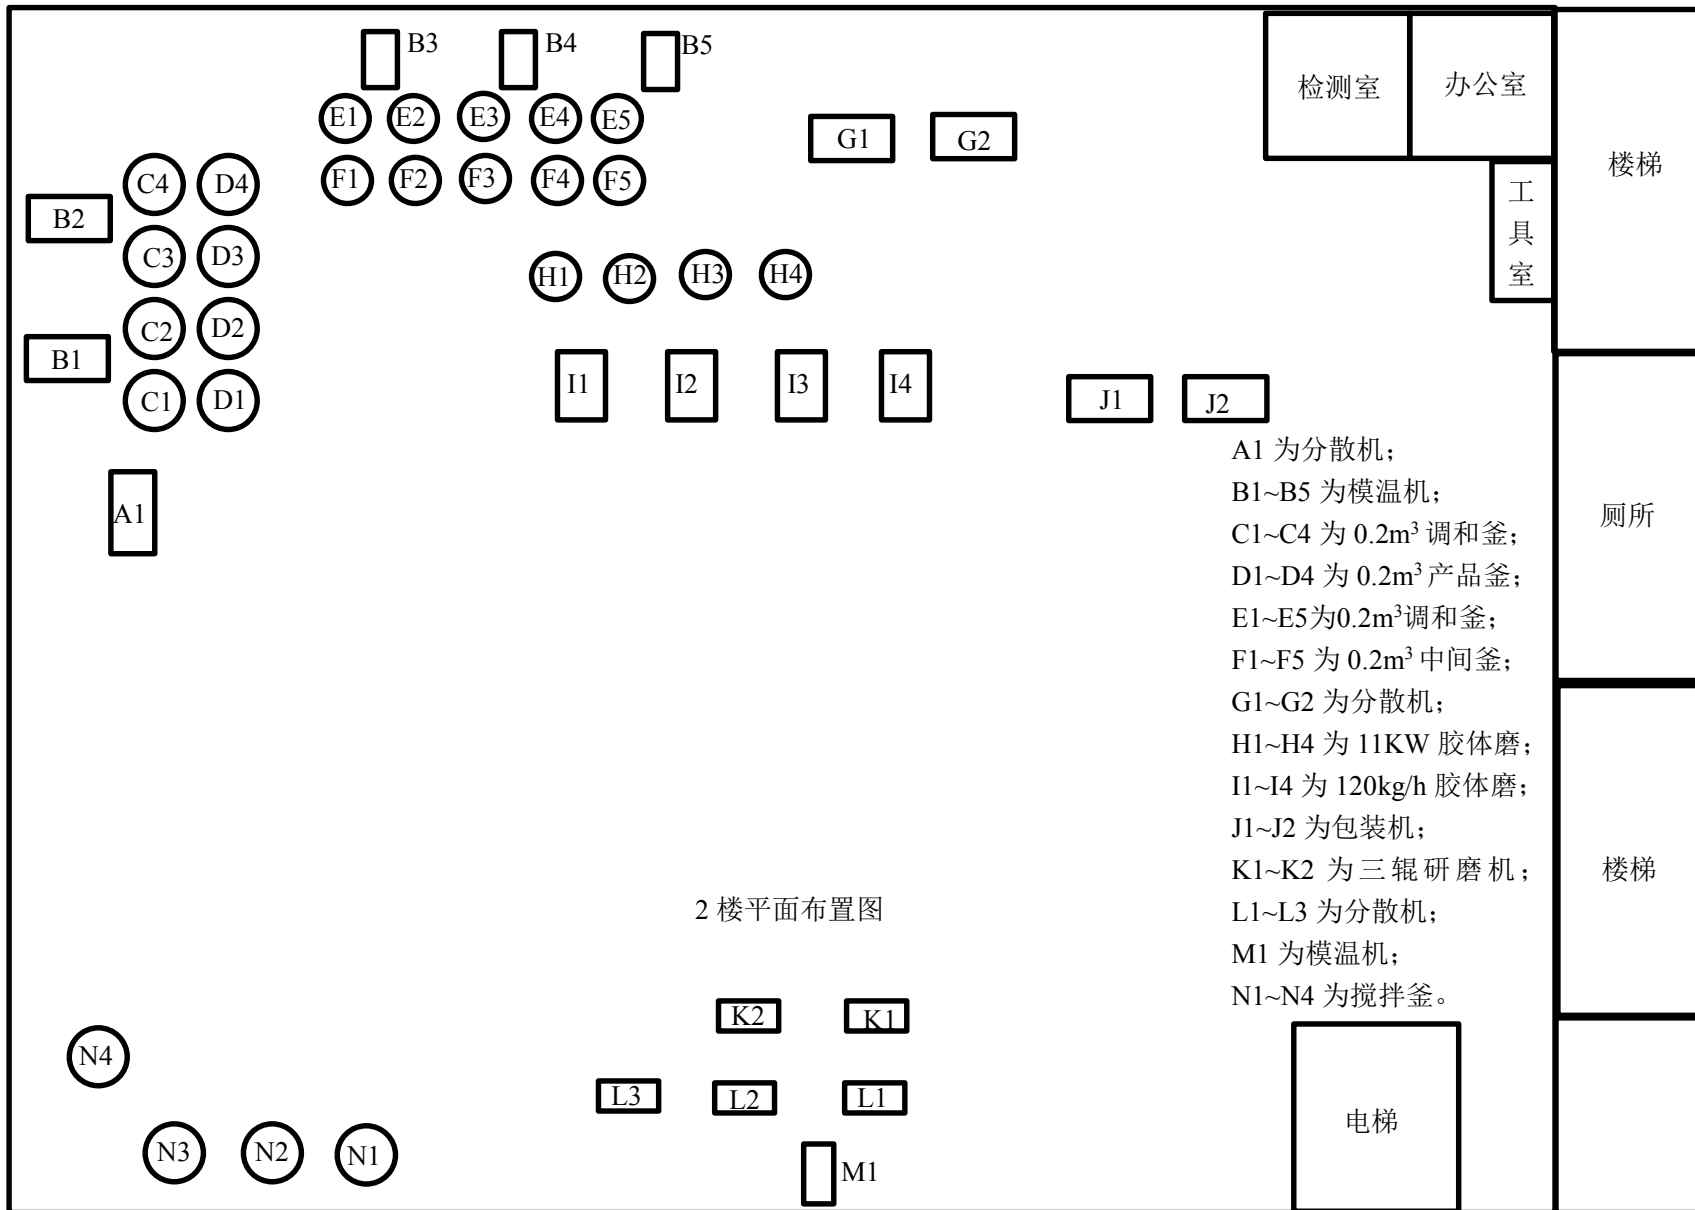 B3
B4
B5
检测室
办公室
E1
E2
E3
E4
E5
G1
G2
楼梯
C4
D4
F1
F2
F3
F4
F5
工
具
室
B2
C3
D3
H1
H2
H3
H4
C2
D2
B1
C1
D1
I1
I2
I3
I4
J1
J2
A1
A1 为分散机；
B1~B5 为模温机；
C1~C4 为 0.2m³ 调和釜；
D1~D4 为 0.2m³ 产品釜；
E1~E5为0.2m³调和釜；
F1~F5 为 0.2m³ 中间釜；
G1~G2 为分散机；
H1~H4 为 11KW 胶体磨；
I1~I4 为 120kg/h 胶体磨；
J1~J2 为包装机；
K1~K2 为三辊研磨机；
L1~L3 为分散机；
M1 为模温机；
N1~N4 为搅拌釜。
厕所
楼梯
2 楼平面布置图
K2
K1
N4
L3
L2
L1
电梯
N3
N2
N1
M1